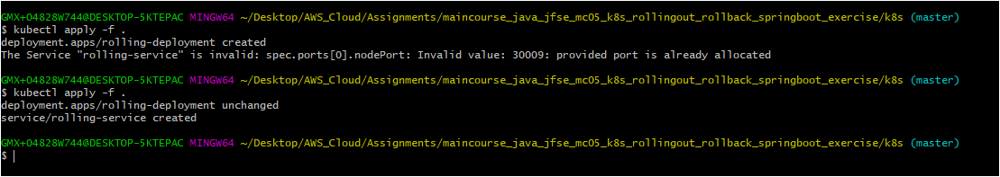 GMX+04828W744@DESKTOP-5KTEPAC MINGW64 ~/Desktop/AWS_Cloud/Assignments/maincourse_java_jfse_mc05_k8s_rollingout_rollback_springboot_exercise/k8s (master)
$ kubectl apply -f .
deployment.apps/rolling-deployment created
The Service "rolling-service" is invalid: spec.ports[0].nodePort: Invalid value: 30009: provided port is already allocated
GMX+04828W744@DESKTOP-5KTEPAC MINGW64 ~/Desktop/AWS_Cloud/Assignments/maincourse_java_jfse_mc05_k8s_rollingout_rollback_springboot_exercise/k8s (master)
$ kubectl apply -f .
deployment.apps/rolling-deployment unchanged
service/rolling-service created
GMX+04828W744@DESKTOP-5KTEPAC MINGW64 ~/Desktop/AWS_Cloud/Assignments/maincourse_java_jfse_mc05_k8s_rollingout_rollback_springboot_exercise/k8s (master)
$